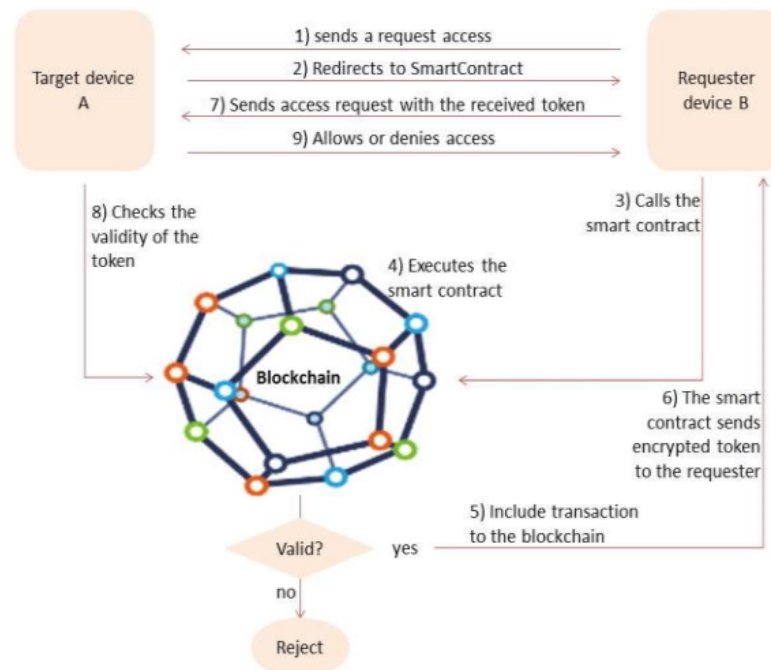 1) sends a request access
2) Redirects to SmartContract
7) Sends access request with the received token
9) Allows or denies access
Target device
A
Requester
device B
8) Checks the
validity of the
token
3) Calls the
smart contract
4) Executes the
smart contract
Blockchain
6) The smart
contract sends
encrypted token
to the requester
5) Include transaction
to the blockchain
Valid?
yes
no
Reject